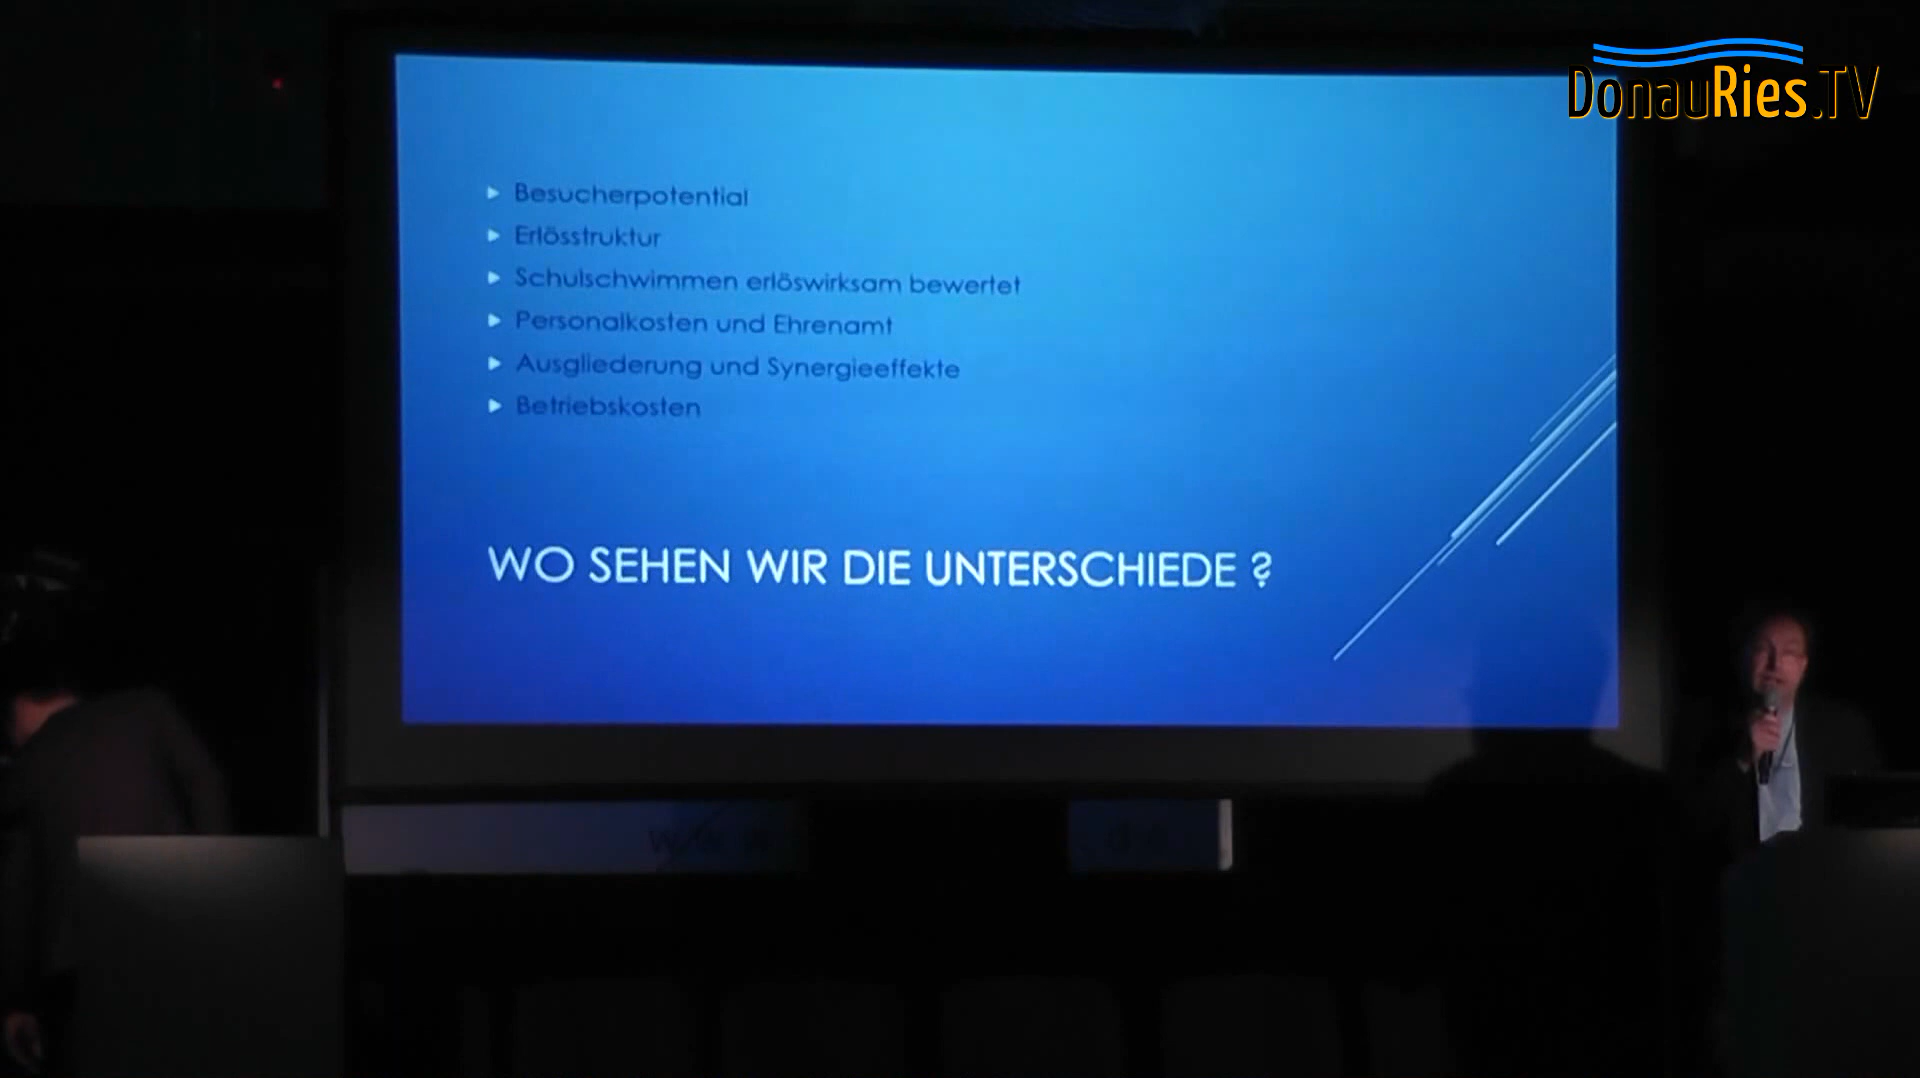 DonauRies.TV
Besucherpotential
Erlösstruktur
Schulschwimmen erlöswirksam bewertet
Personalkosten und Ehrenamt
Ausgliederung und Synergieeffekte
Betriebskosten
WO SEHEN WIR DIE UNTERSCHIEDE ?